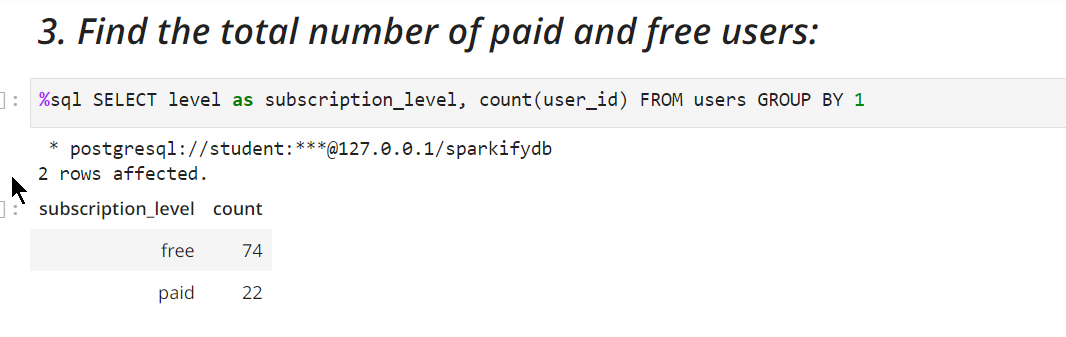 3. Find the total number of paid and free users:
]: %sql SELECT level as subscription_level, count(user_id) FROM users GROUP BY 1
* postgresql://student:***@127.0.0.1/sparkifydb
2 rows affected.
]: subscription_level count
free 74
paid 22